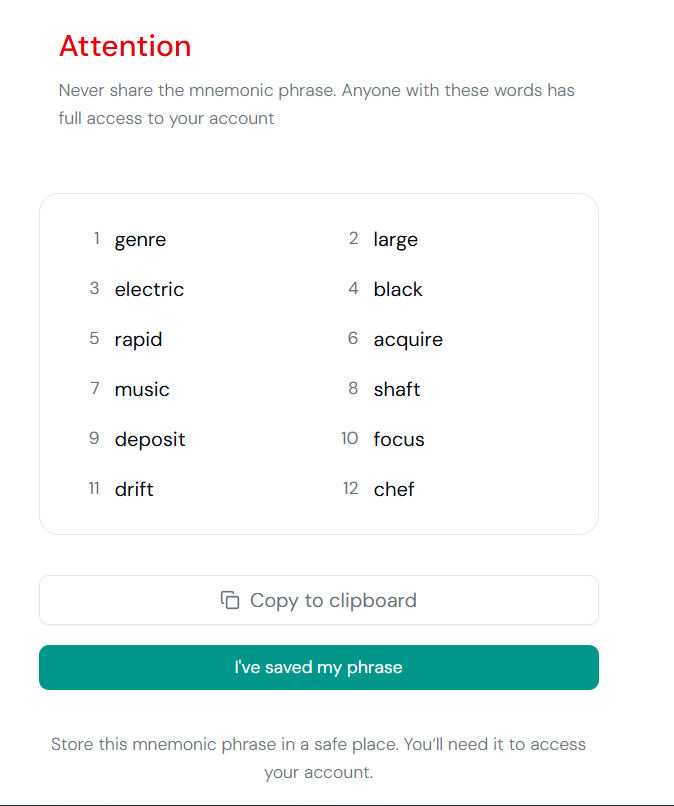 Attention
Never share the mnemonic phrase. Anyone with these words has
full access to your account
1 genre 2 large
3 electric 4 black
5 rapid 6 acquire
7 music 8 shaft
9 deposit 10 focus
11 drift 12 chef
Copy to clipboard
I've saved my phrase
Store this mnemonic phrase in a safe place. You’ll need it to access
your account.